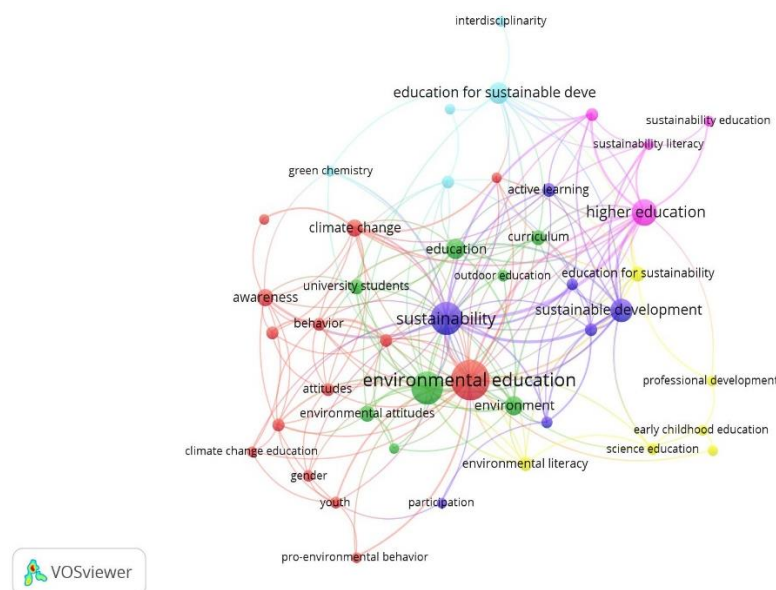 interdisciplinarity
education for sustainable deve
sustainability education
sustainability literacy
green chemistry
active learning
higher education
climate change
curriculum
education
outdoor education
education for sustainability
university students
awareness
sustainable development
behavior
sustainability
environmental education
professional development
attitudes
environment
environmental attitudes
early childhood education
science education
climate change education
environmental literacy
gender
youth
participation
pro-environmental behavior
VOSviewer